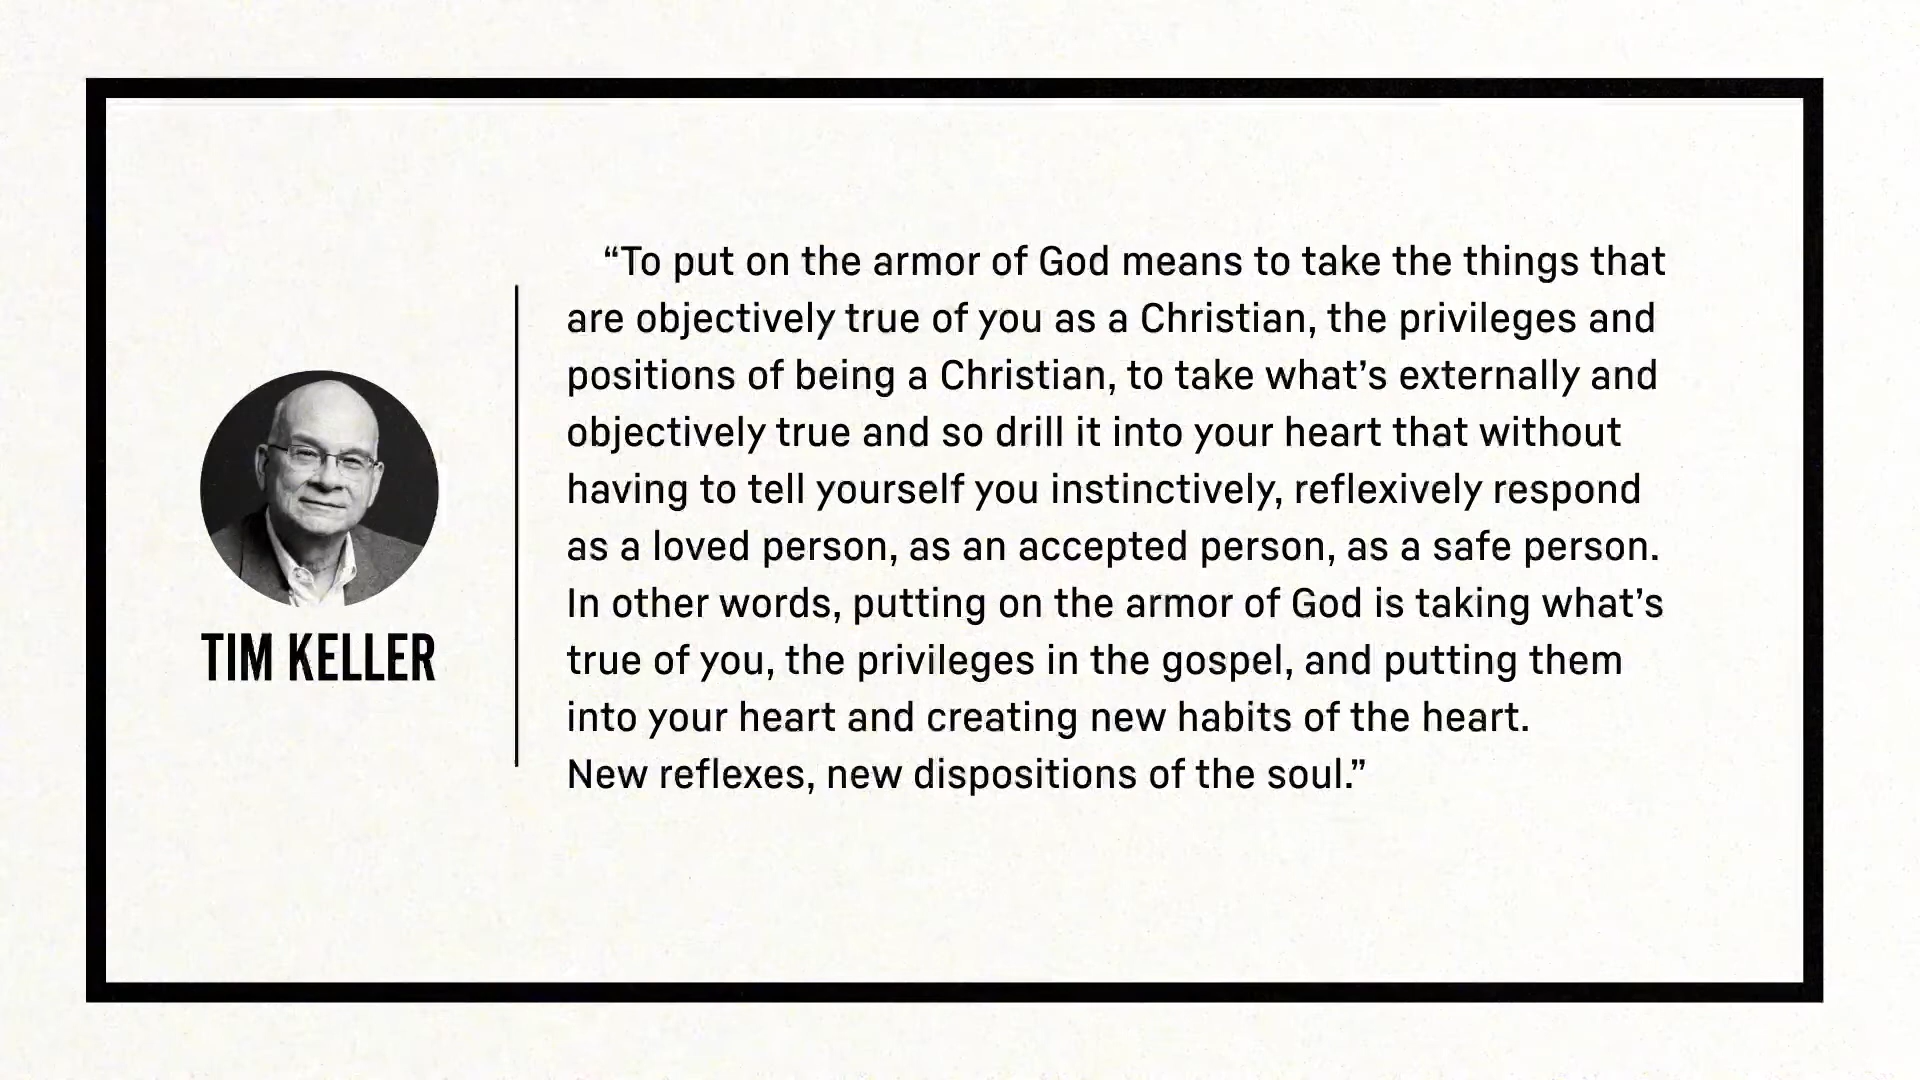 TIM KELLER
“To put on the armor of God means to take the things that
are objectively true of you as a Christian, the privileges and
positions of being a Christian, to take what’s externally and
objectively true and so drill it into your heart that without
having to tell yourself you instinctively, reflexively respond
as a loved person, as an accepted person, as a safe person.
In other words, putting on the armor of God is taking what’s
true of you, the privileges in the gospel, and putting them
into your heart and creating new habits of the heart.
New reflexes, new dispositions of the soul.”